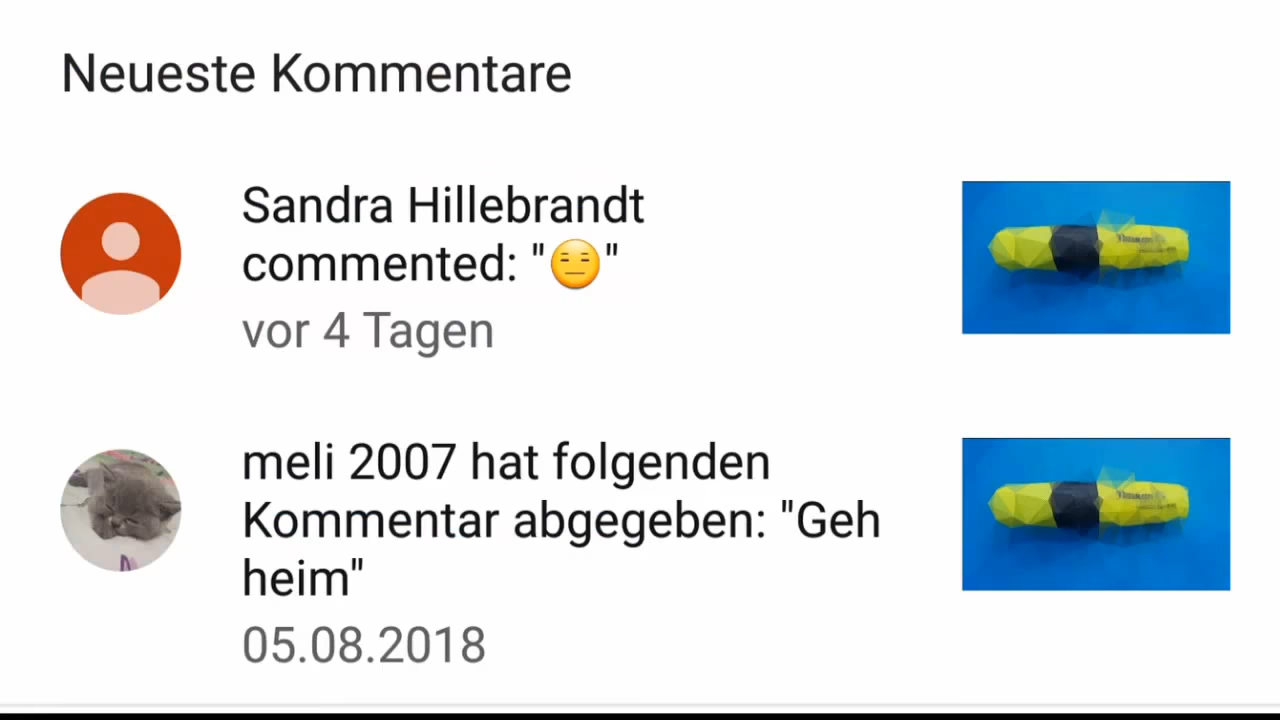 Neueste Kommentare
Sandra Hillebrandt
commented: "😑"
vor 4 Tagen
meli 2007 hat folgenden
Kommentar abgegeben: "Geh
heim"
05.08.2018